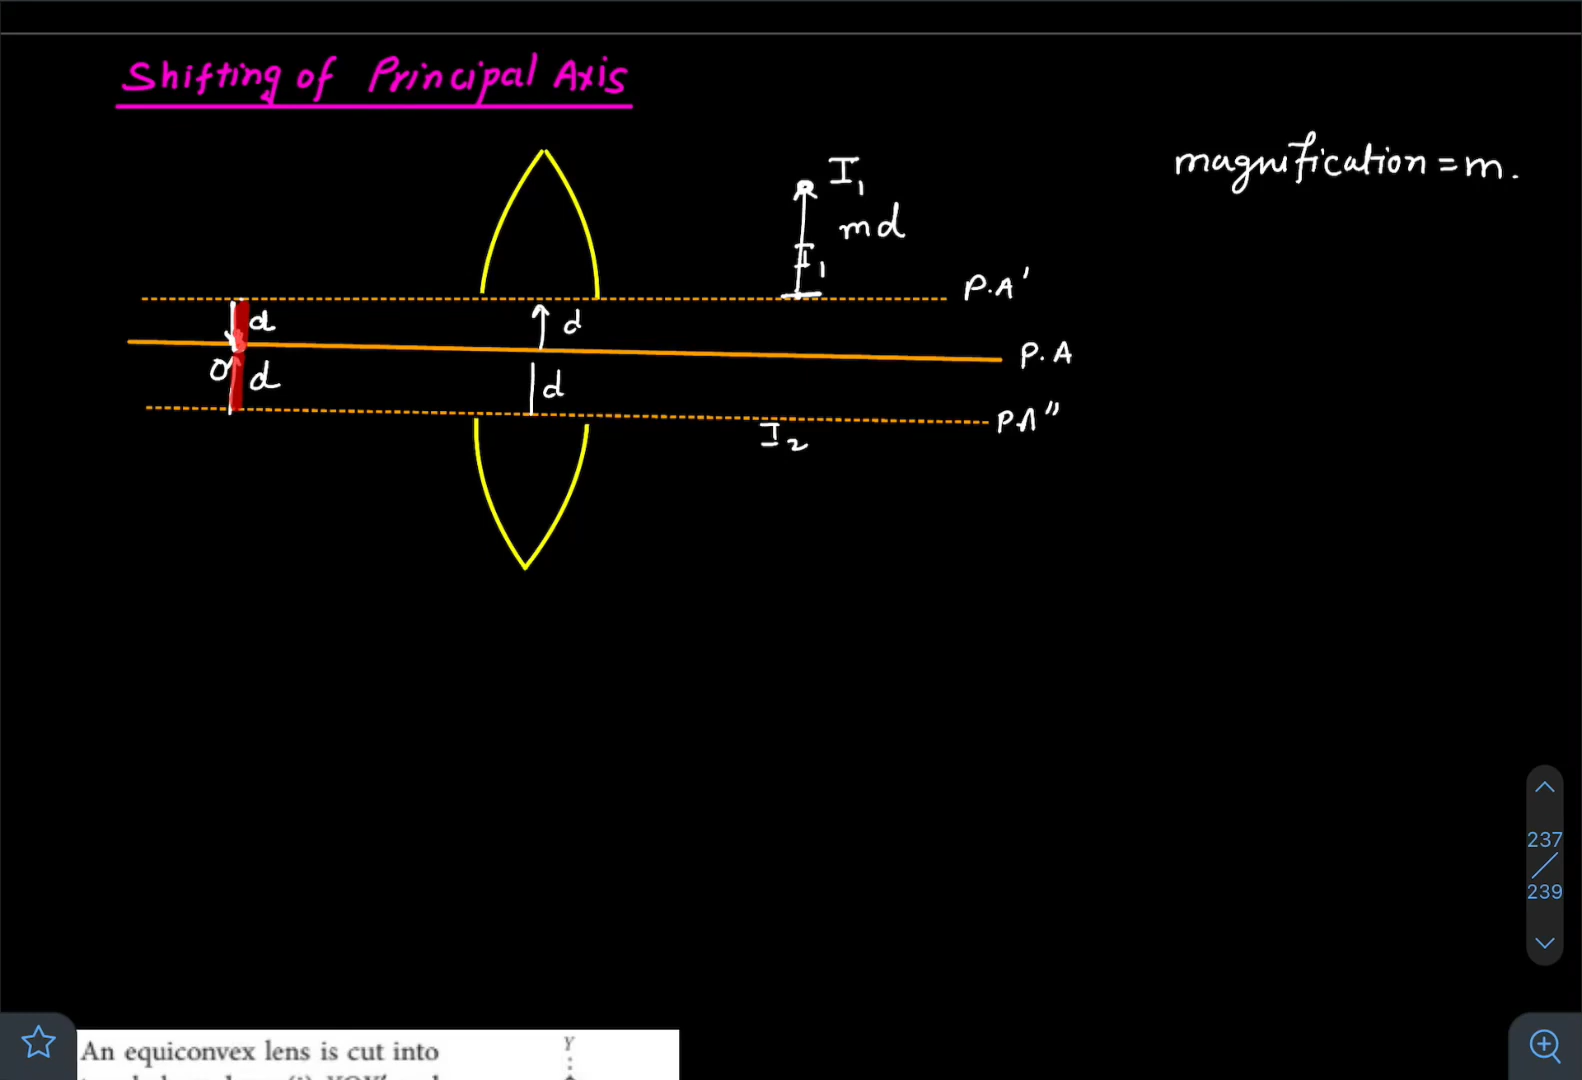 Shifting of Principal Axis
magnification = m.
I₁
md
I₁
P.A'
d
d
P.A
O
d
d
P.A''
I₂
237
239
An equiconvex lens is cut into
Y